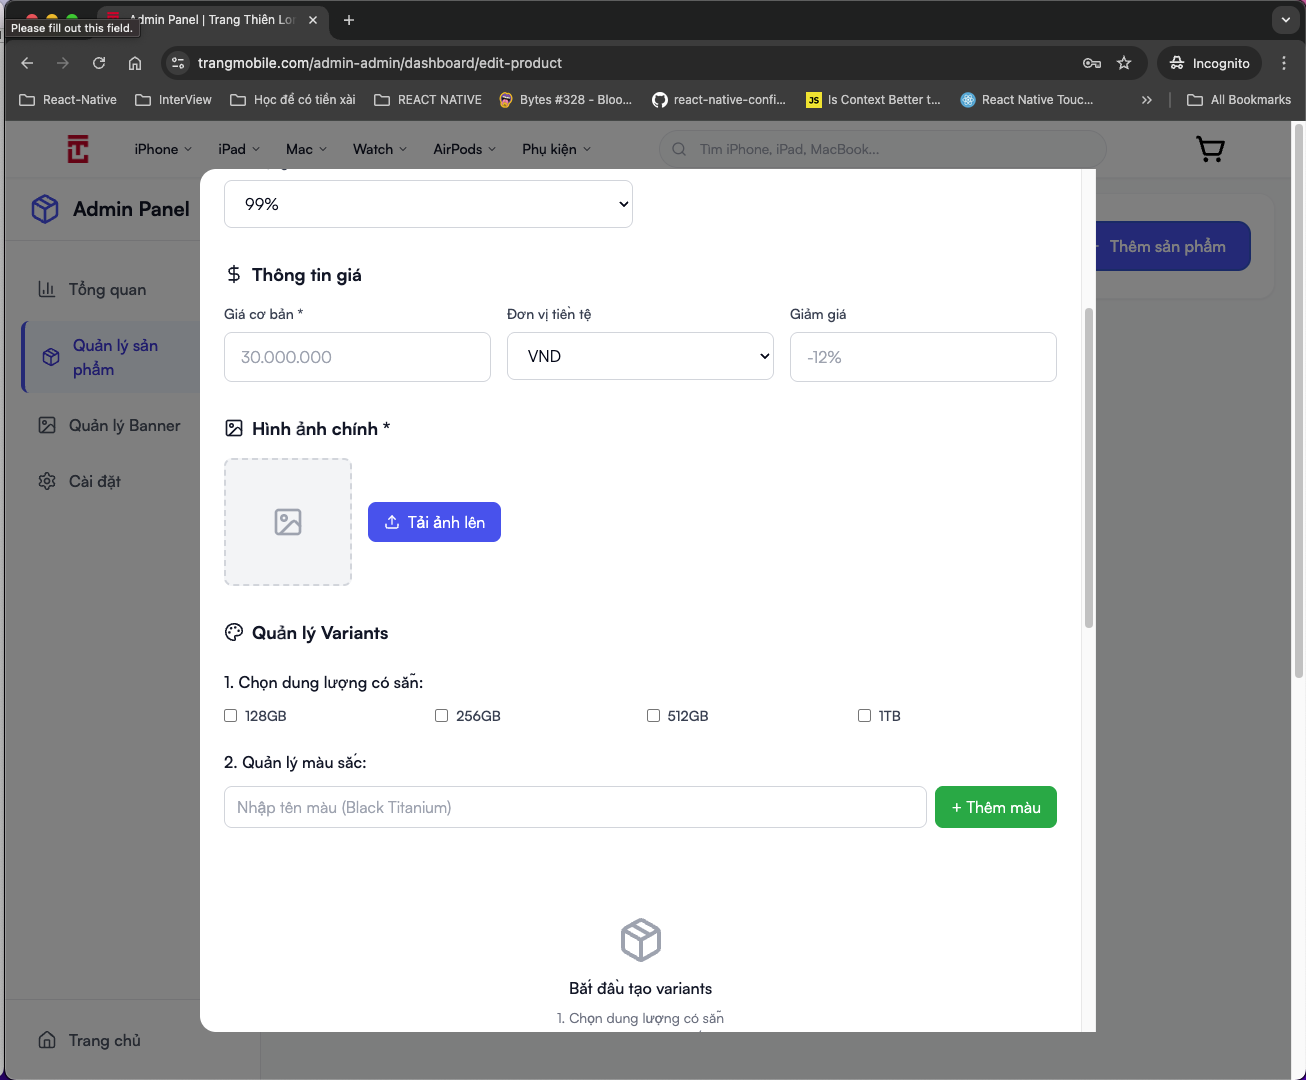 Admin Panel | Trang Thiên Lo
Please fill out this field.
trangmobile.com/admin-admin/dashboard/edit-product
Incognito
React-Native
InterView
Học để có tiền xài
REACT NATIVE
Bytes #328 - Bloo...
react-native-confi...
JS
Is Context Better t...
React Native Touc...
All Bookmarks
iPhone
iPad
Mac
Watch
AirPods
Phụ kiện
Tìm iPhone, iPad, MacBook...
Admin Panel
Thêm sản phẩm
Tổng quan
Quản lý sản
phẩm
Quản lý Banner
Cài đặt
Trang chủ
99%
Thông tin giá
Giá cơ bản *
Đơn vị tiền tệ
Giảm giá
30.000.000
VND
-12%
Hình ảnh chính *
Tải ảnh lên
Quản lý Variants
1. Chọn dung lượng có sẵn:
128GB
256GB
512GB
1TB
2. Quản lý màu sắc:
Nhập tên màu (Black Titanium)
+ Thêm màu
Bắt đầu tạo variants
1. Chọn dung lượng có sẵn